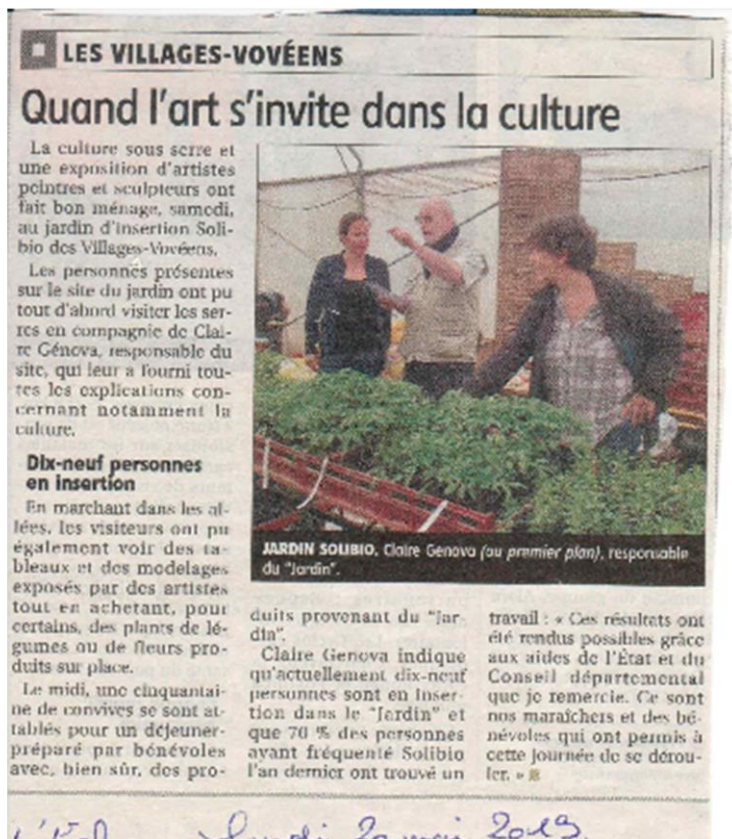 LES VILLAGES-VOVÉENS
Quand l'art s'invite dans la culture
La culture sous serre et
une exposition d'artistes
peintres et sculpteurs ont
fait bon ménage, samedi,
au jardin d'insertion Soli-
bio des Villages-Vovéens.
Les personnes présentes
sur le site du jardin ont pu
tout d'abord visiter les ser-
res en compagnie de Clai-
re Génova, responsable du
site, qui leur a fourni tou-
tes les explications con-
cernant notamment la
culture.
Dix-neuf personnes
en insertion
En marchant dans les al-
lées, les visiteurs ont pu
également voir des ta-
bleaux et des modelages
exposés par des artistes
tout en achetant, pour
certains, des plants de lé-
gumes ou de fleurs pro-
duits sur place.
Le midi, une cinquantai-
ne de convives se sont at-
tablés pour un déjeuner
préparé par bénévoles
avec, bien sûr, des pro-
JARDIN SOLIBIO. Claire Genova (au premier plan), responsable
du "Jardin".
duits provenant du "Jar-
din".
Claire Genova indique
qu'actuellement dix-neuf
personnes sont en inser-
tion dans le "Jardin" et
que 70 % des personnes
ayant fréquenté Solibio
l'an dernier ont trouvé un
travail : « Ces résultats ont
été rendus possibles grâce
aux aides de l'État et du
Conseil départemental
que je remercie. Ce sont
nos maraîchers et des bé-
névoles qui ont permis à
cette journée de se dérou-
ler. »
Lundi 20 mai 2019